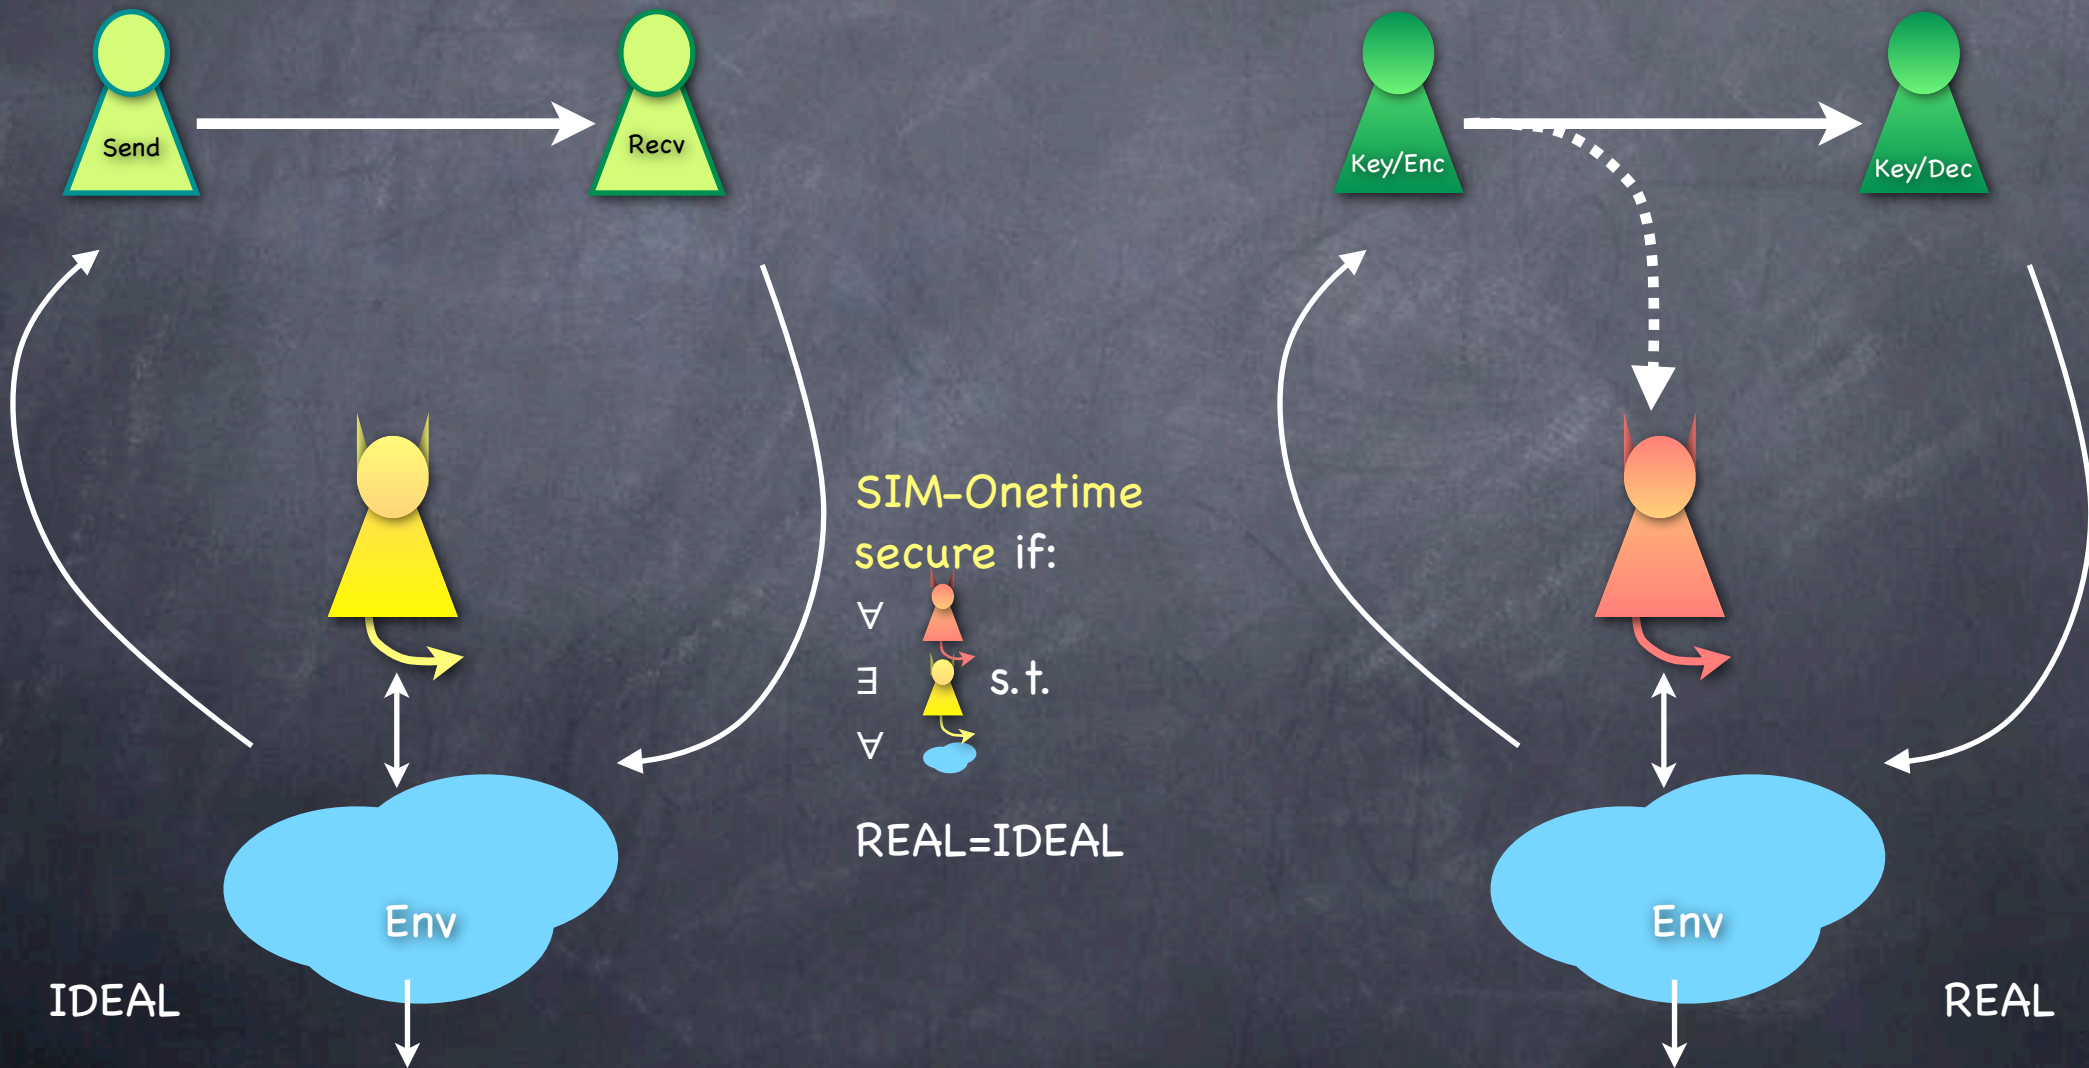 Send
Recv
Key/Enc
Key/Dec
SIM-Onetime
secure if:
∀
∃ s.t.
∀
REAL=IDEAL
Env
Env
IDEAL
REAL